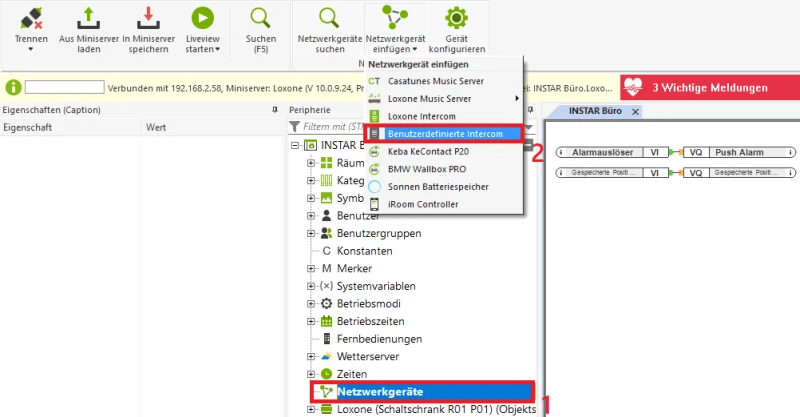 Trennen
Aus Miniserver laden
In Miniserver speichern
Liveview starten
Suchen (F5)
Netzwerkgeräte suchen
Netzwerkgerät einfügen
Gerät konfigurieren
Netzwerkgerät einfügen
Casatunes Music Server
Loxone Music Server
Loxone Intercom
Benutzerdefinierte Intercom
2
Keba KeContact P20
BMW Wallbox PRO
Sonnen Batteriespeicher
iRoom Controller
Verbunden mit 192.168.2.58, Miniserver: Loxone (V 10.0.9.24, Pr
ei: INSTAR Büro.Loxo...
3 Wichtige Meldungen
Eigenschaften (Caption)
Eigenschaft
Wert
Peripherie
Filtern mit (ST
INSTAR B
Räum
Kateg
Symb
Benutzer
Benutzergruppen
Konstanten
Merker
Systemvariablen
Betriebsmodi
Betriebszeiten
Fernbedienungen
Wetterserver
Zeiten
Netzwerkgeräte
1
Loxone (Schaltschrank R01 P01) (Objekts
INSTAR Büro
Alarmauslöser VI VQ Push Alarm
Gespeicherte Positi ... VI VQ Gespeicherte Positi ...